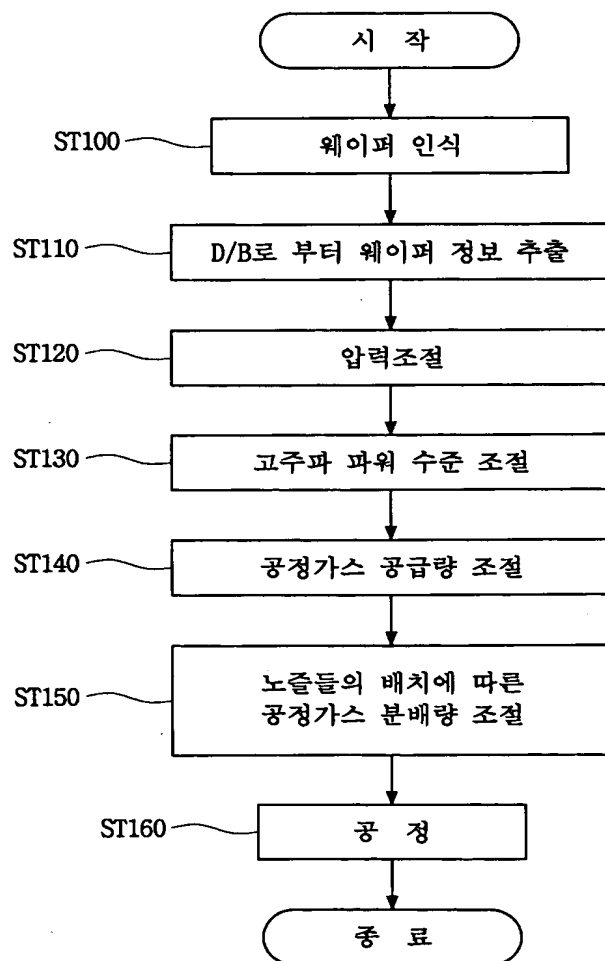 시 작
ST100
웨이퍼 인식
ST110
D/B로 부터 웨이퍼 정보 추출
ST120
압력조절
ST130
고주파 파워 수준 조절
ST140
공정가스 공급량 조절
ST150
노즐들의 배치에 따른
공정가스 분배량 조절
ST160
공 정
종 료